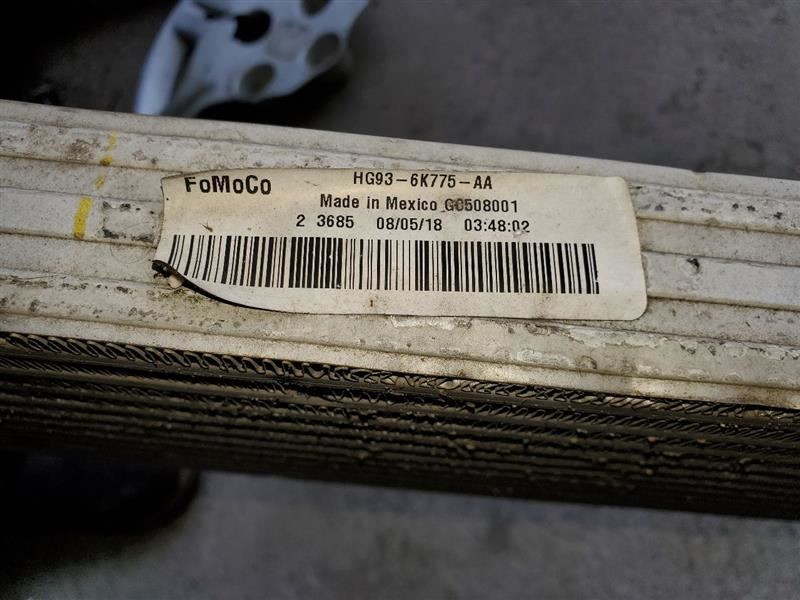 FoMoCo HG93-6K775-AA
Made in Mexico GC508001
2 3685 08/05/18 03:48:02